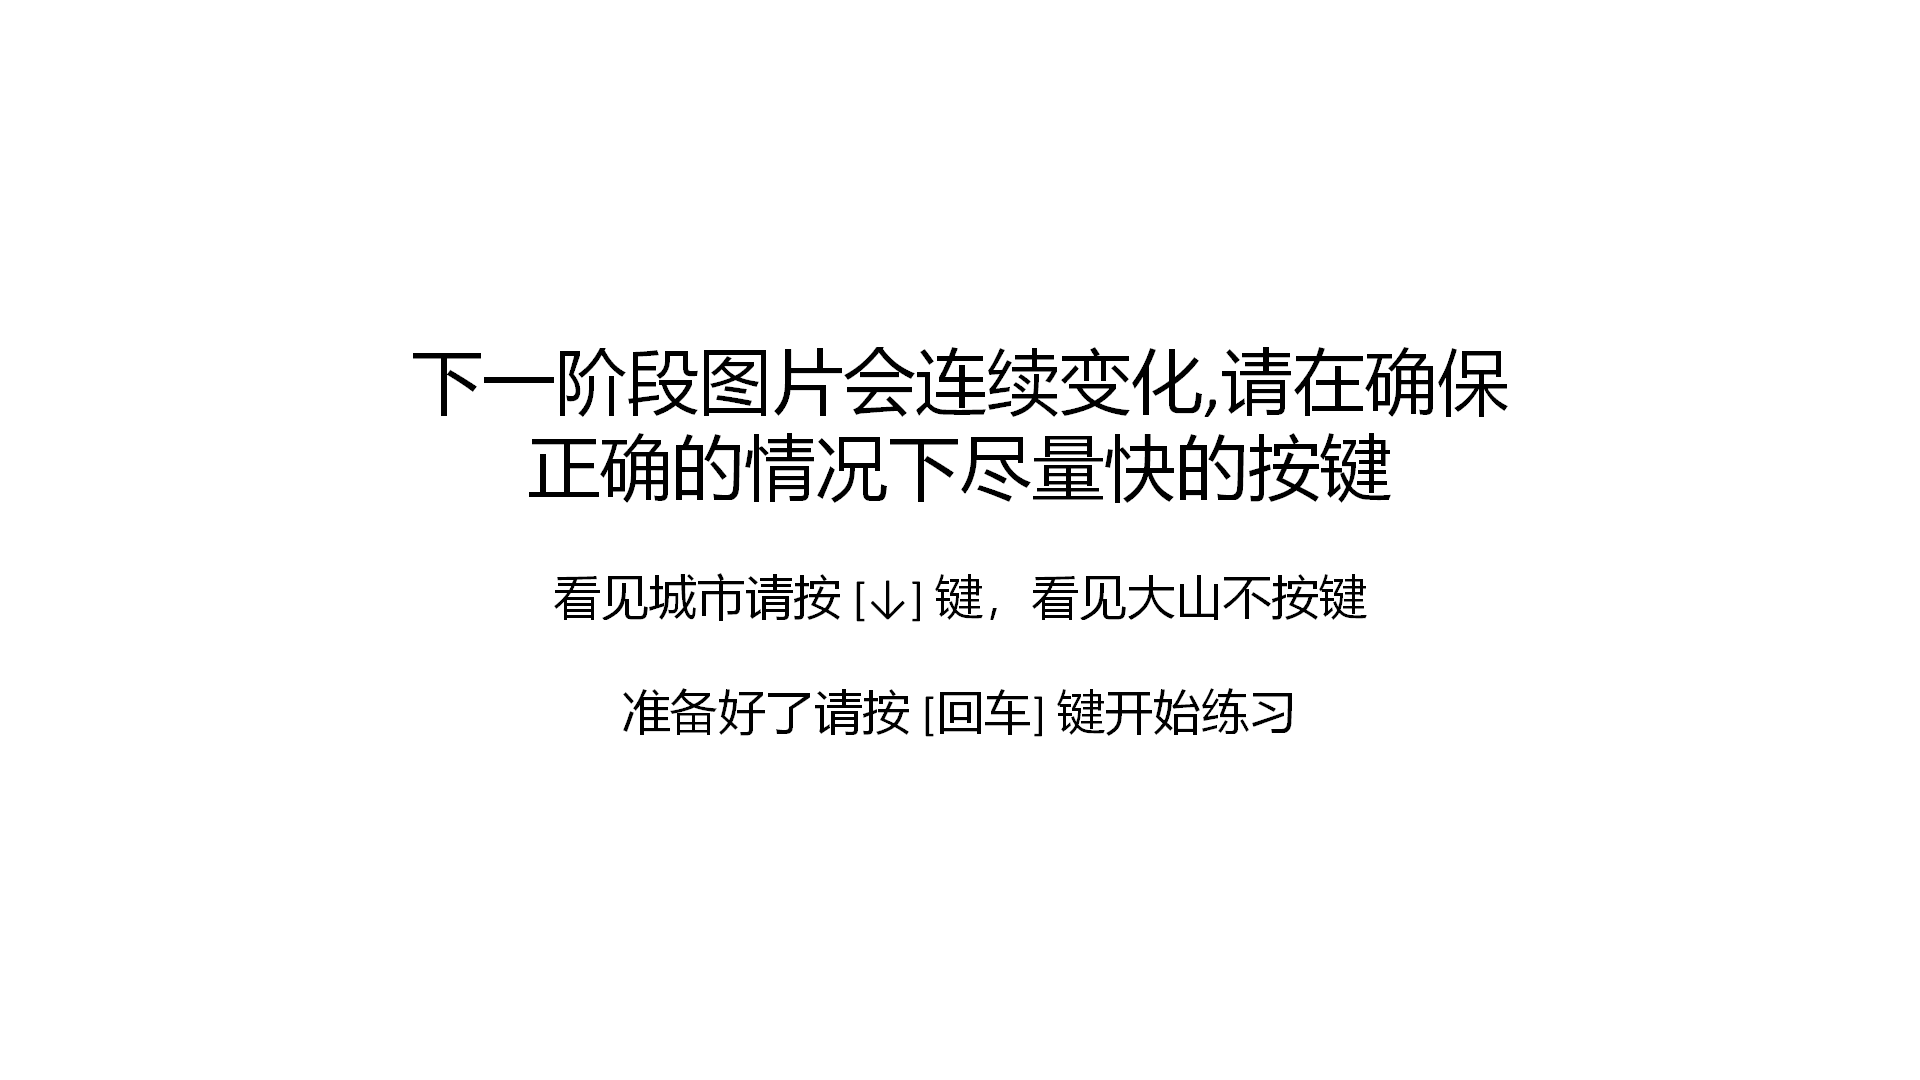 下一阶段图片会连续变化,请在确保
正确的情况下尽量快的按键
看见城市请按 [↓] 键，看见大山不按键
准备好了请按 [回车] 键开始练习